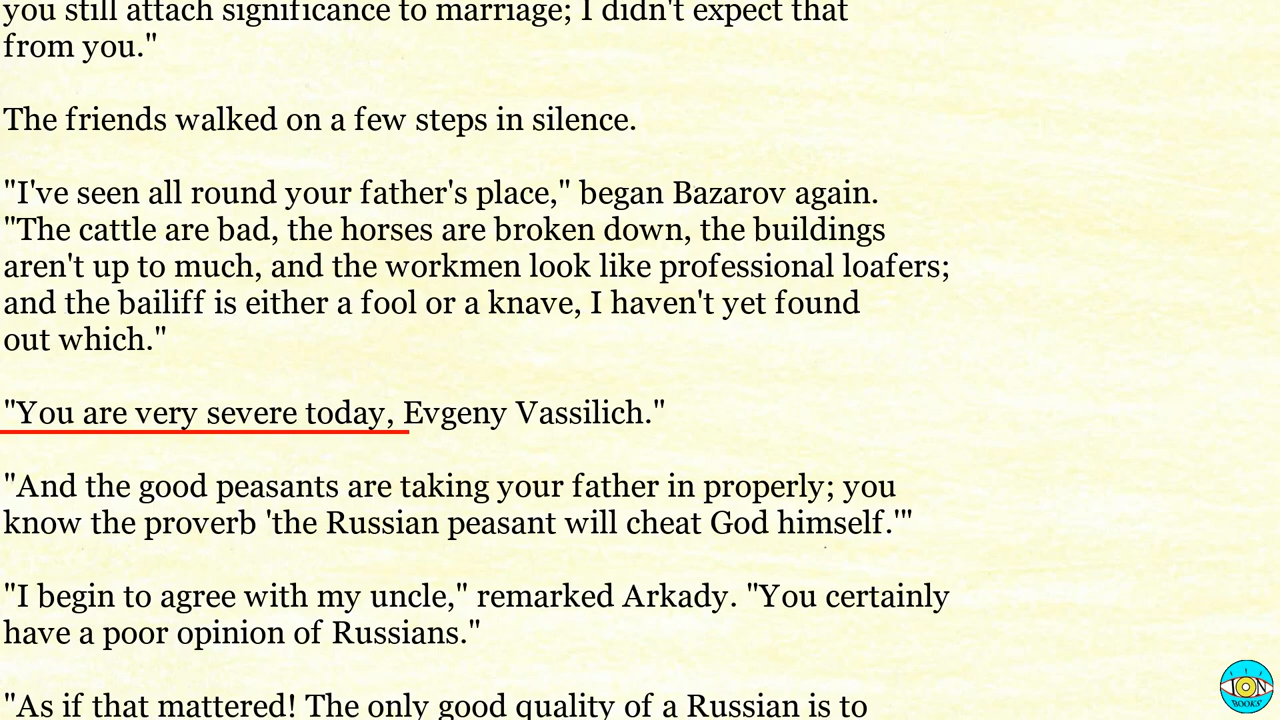 you still attach significance to marriage; I didn't expect that
from you."
The friends walked on a few steps in silence.
"I've seen all round your father's place," began Bazarov again.
"The cattle are bad, the horses are broken down, the buildings
aren't up to much, and the workmen look like professional loafers;
and the bailiff is either a fool or a knave, I haven't yet found
out which."
"You are very severe today, Evgeny Vassilich."
"And the good peasants are taking your father in properly; you
know the proverb 'the Russian peasant will cheat God himself.'"
"I begin to agree with my uncle," remarked Arkady. "You certainly
have a poor opinion of Russians."
"As if that mattered! The only good quality of a Russian is to
ION
BOOKS